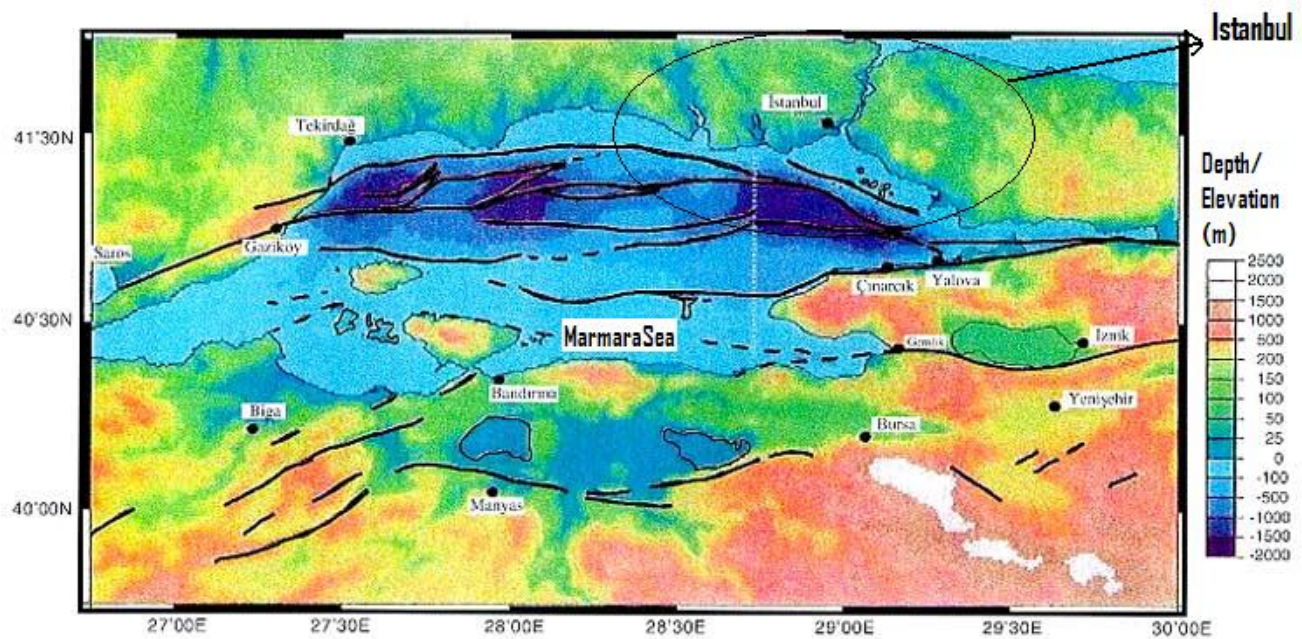 Istanbul
İstanbul
Tekirdağ
41°30N
Depth/
Elevation
(m)
Gaziköy
Saros
Çınarcık
Yalova
2500
2000
1500
1000
500
200
150
100
50
25
0
-100
-500
-1000
-1500
-2000
40°30N
MarmaraSea
Gemlik
Iznik
Bandırma
Biga
Yenişehir
Bursa
Manyas
40°00N
27°00E
27°30E
28°00E
28°30E
29°00E
29°30E
30°00E